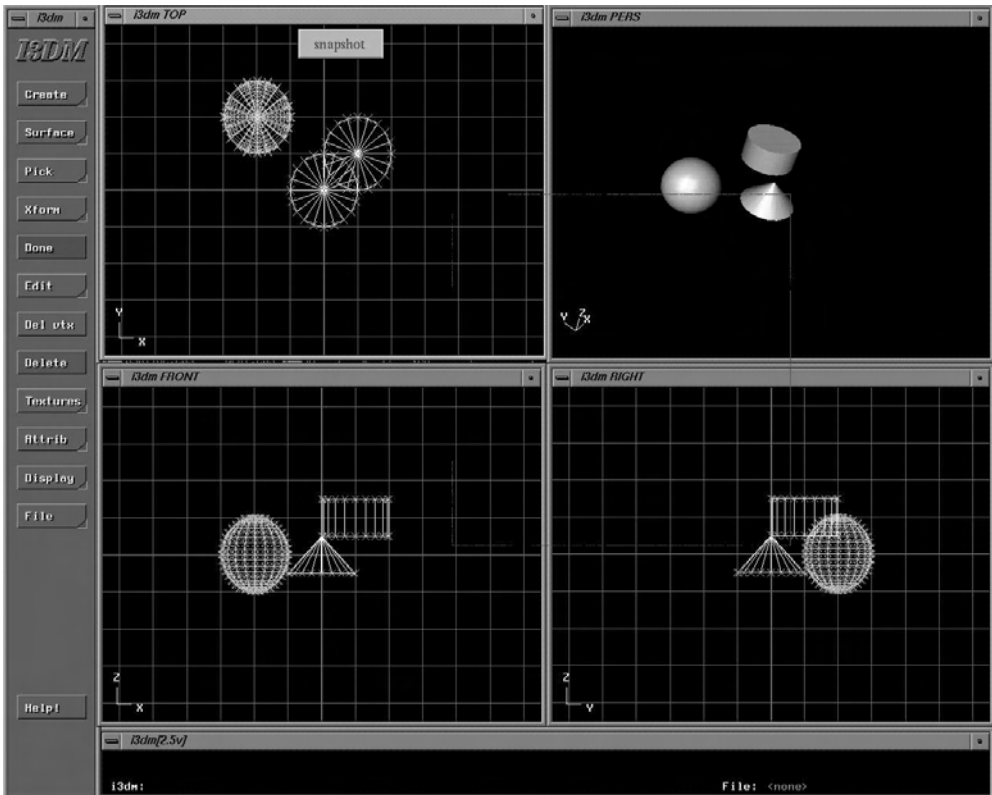 i3dm
I3DM
Create
Surface
Pick
Xform
Done
Edit
Del vtx
Delete
Textures
Attrib
Display
File
Help!
i3dm TOP
snapshot
Y
X
i3dm PERS
Y Z X
i3dm FRONT
Z
X
i3dm RIGHT
Z
Y
i3dm[2.5v]
i3dm: File: <none>